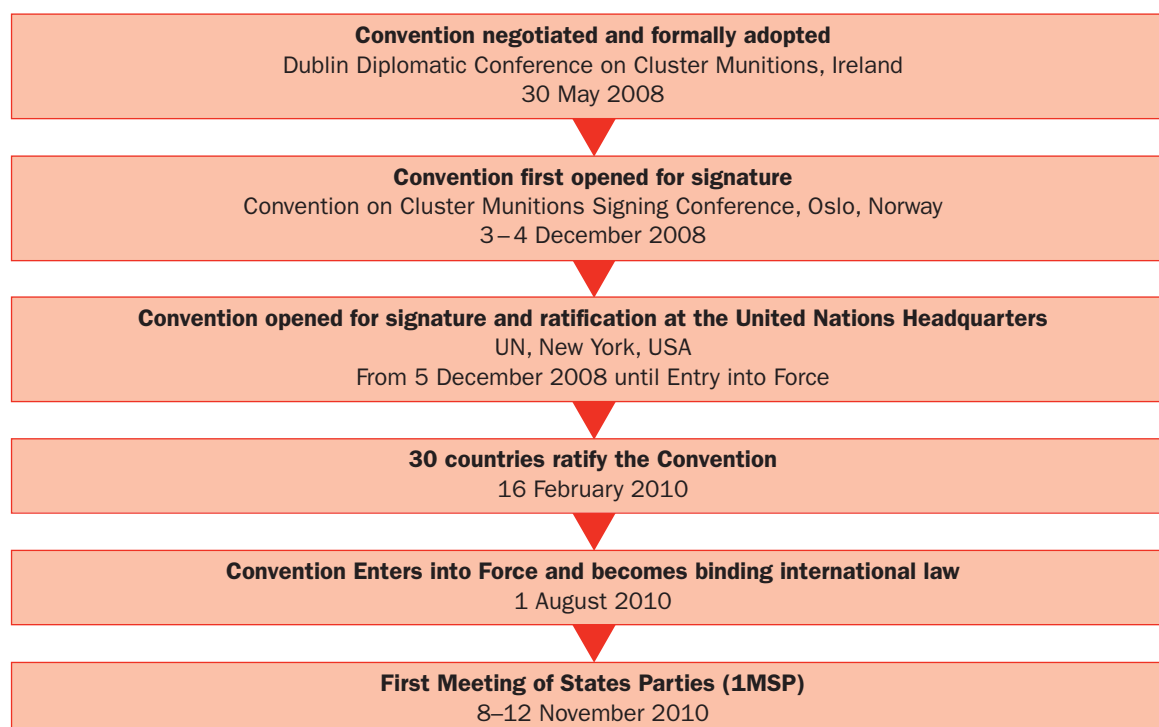 Convention negotiated and formally adopted
Dublin Diplomatic Conference on Cluster Munitions, Ireland
30 May 2008
Convention first opened for signature
Convention on Cluster Munitions Signing Conference, Oslo, Norway
3–4 December 2008
Convention opened for signature and ratification at the United Nations Headquarters
UN, New York, USA
From 5 December 2008 until Entry into Force
30 countries ratify the Convention
16 February 2010
Convention Enters into Force and becomes binding international law
1 August 2010
First Meeting of States Parties (1MSP)
8–12 November 2010